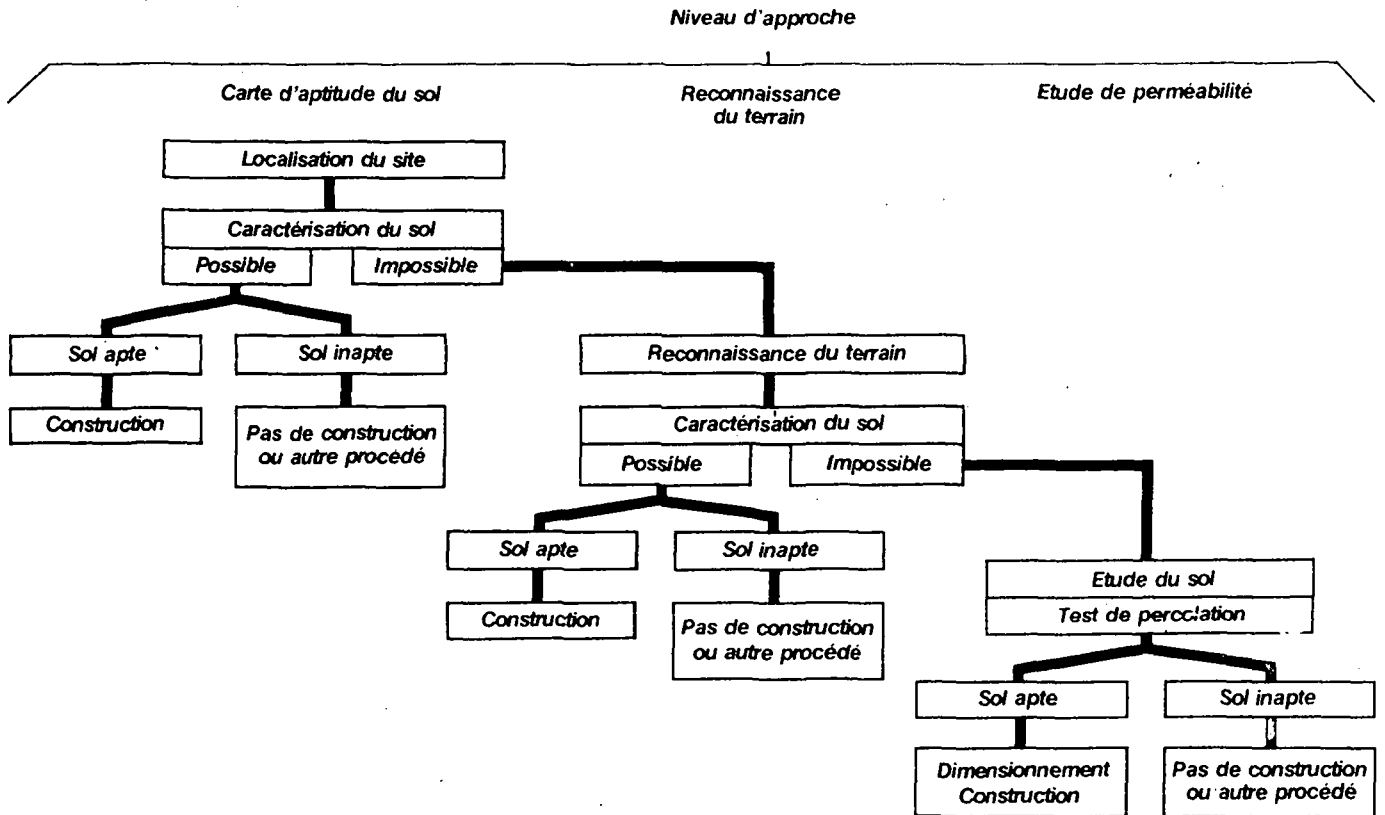 Niveau d'approche
Carte d'aptitude du sol
Reconnaissance
du terrain
Etude de perméabilité
Localisation du site
Caractérisation du sol
Possible
Impossible
Sol apte
Sol inapte
Construction
Pas de construction
ou autre procédé
Reconnaissance du terrain
Caractérisation du sol
Possible
Impossible
Sol apte
Sol inapte
Construction
Pas de construction
ou autre procédé
Etude du sol
Test de percolation
Sol apte
Sol inapte
Dimensionnement
Construction
Pas de construction
ou autre procédé